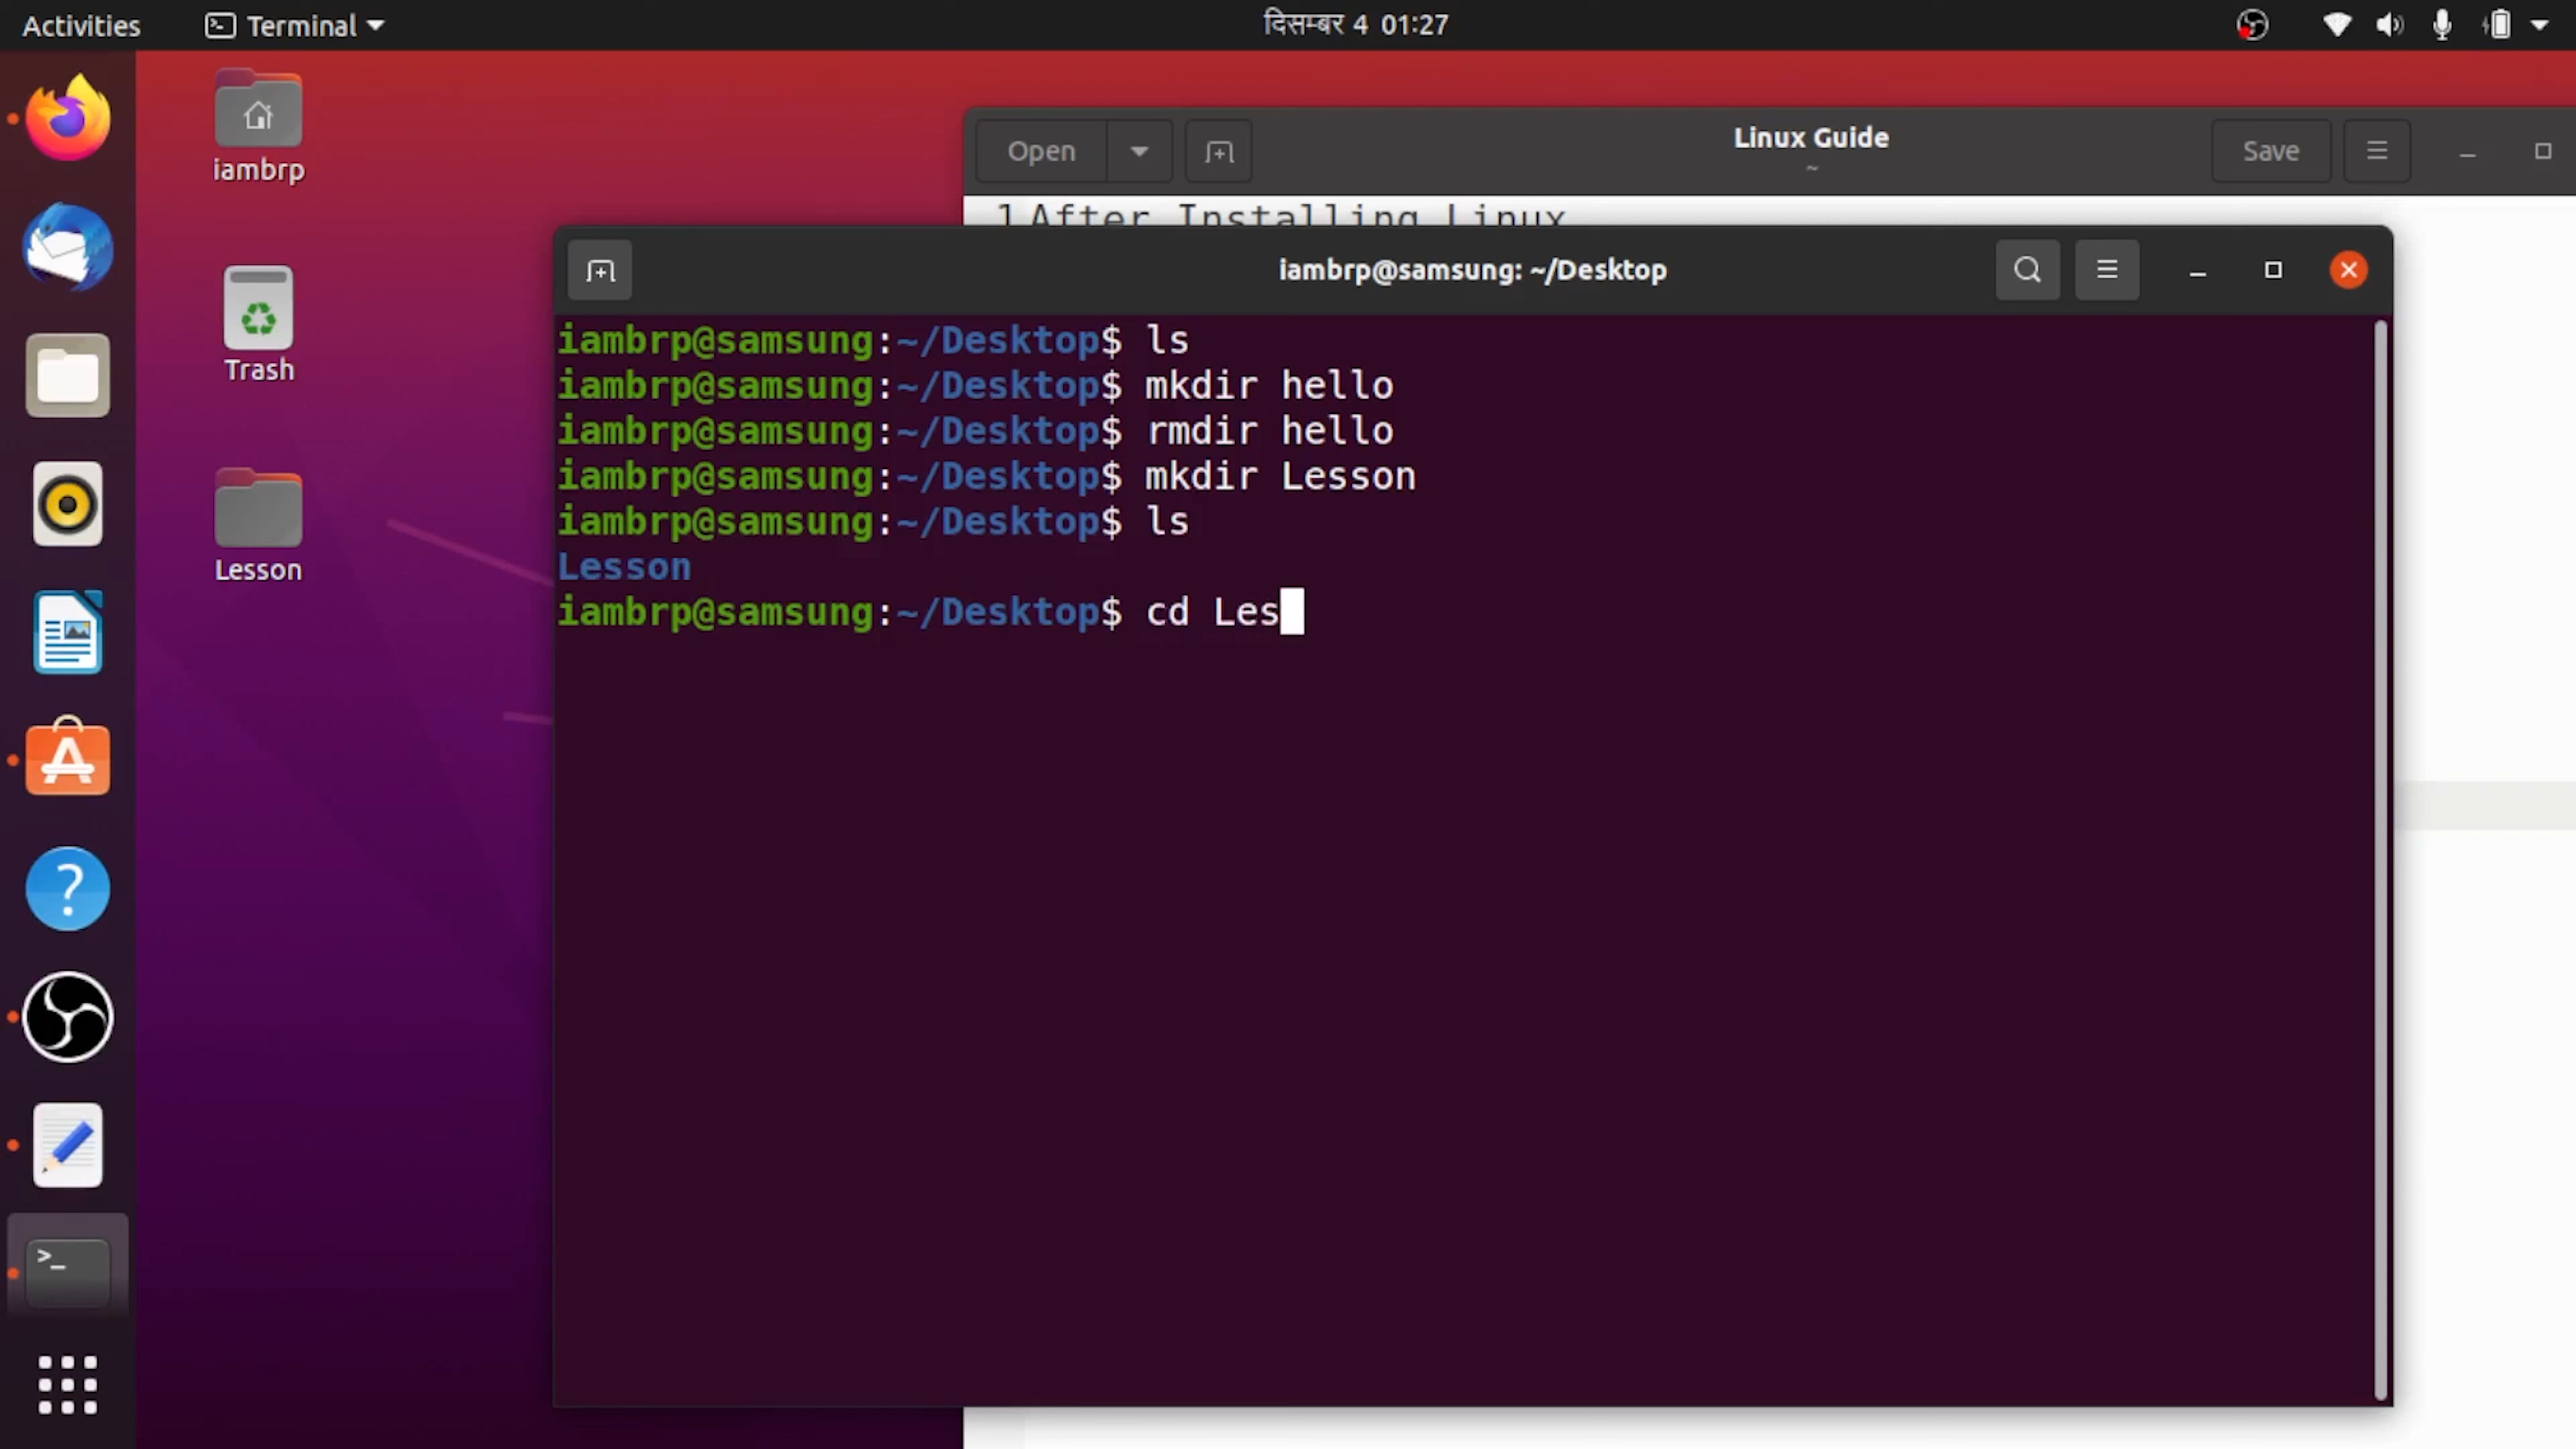 Activities Terminal दिसम्बर 4 01:27
iambrp
Trash
Lesson
Open Linux Guide Save
~
1 After Installing Linux
iambrp@samsung: ~/Desktop
iambrp@samsung:~/Desktop$ ls
iambrp@samsung:~/Desktop$ mkdir hello
iambrp@samsung:~/Desktop$ rmdir hello
iambrp@samsung:~/Desktop$ mkdir Lesson
iambrp@samsung:~/Desktop$ ls
Lesson
iambrp@samsung:~/Desktop$ cd Les